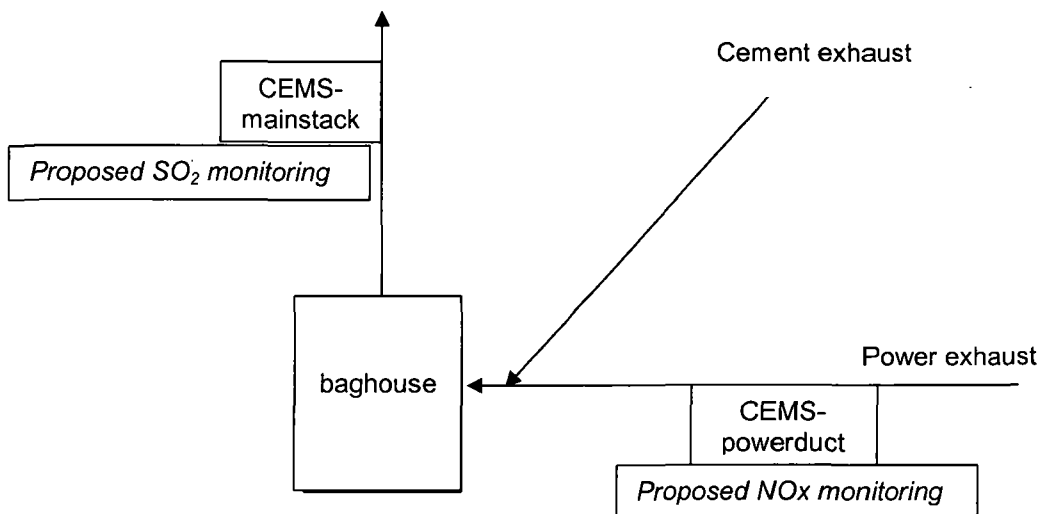 Cement exhaust
CEMS-
mainstack
Proposed SO₂ monitoring
baghouse
Power exhaust
CEMS-
powerduct
Proposed NOx monitoring